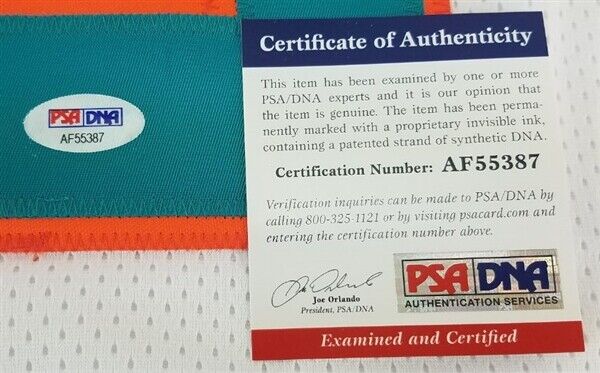 PSA DNA
AF55387
Certificate of Authenticity
This item has been examined by one or more
PSA/DNA experts and it is our opinion that
the item is genuine. The item has been perma-
nently marked with a proprietary invisible ink,
containing a patented strand of synthetic DNA.
Certification Number: AF55387
Verification inquiries can be made to PSA/DNA by
calling 800-325-1121 or by visiting psacard.com and
entering the certification number above.
Joe Orlando
President, PSA/DNA
PSA DNA
AUTHENTICATION SERVICES
Examined and Certified